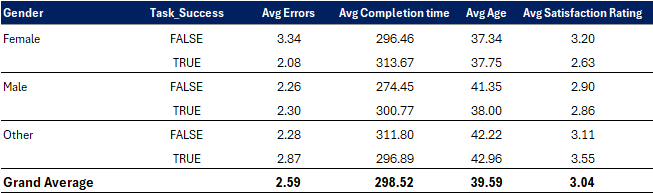 Gender Task_Success Avg Errors Avg Completion time Avg Age Avg Satisfaction Rating
Female FALSE 3.34 296.46 37.34 3.20
TRUE 2.08 313.67 37.75 2.63
Male FALSE 2.26 274.45 41.35 2.90
TRUE 2.30 300.77 38.00 2.86
Other FALSE 2.28 311.80 42.22 3.11
TRUE 2.87 296.89 42.96 3.55
Grand Average 2.59 298.52 39.59 3.04